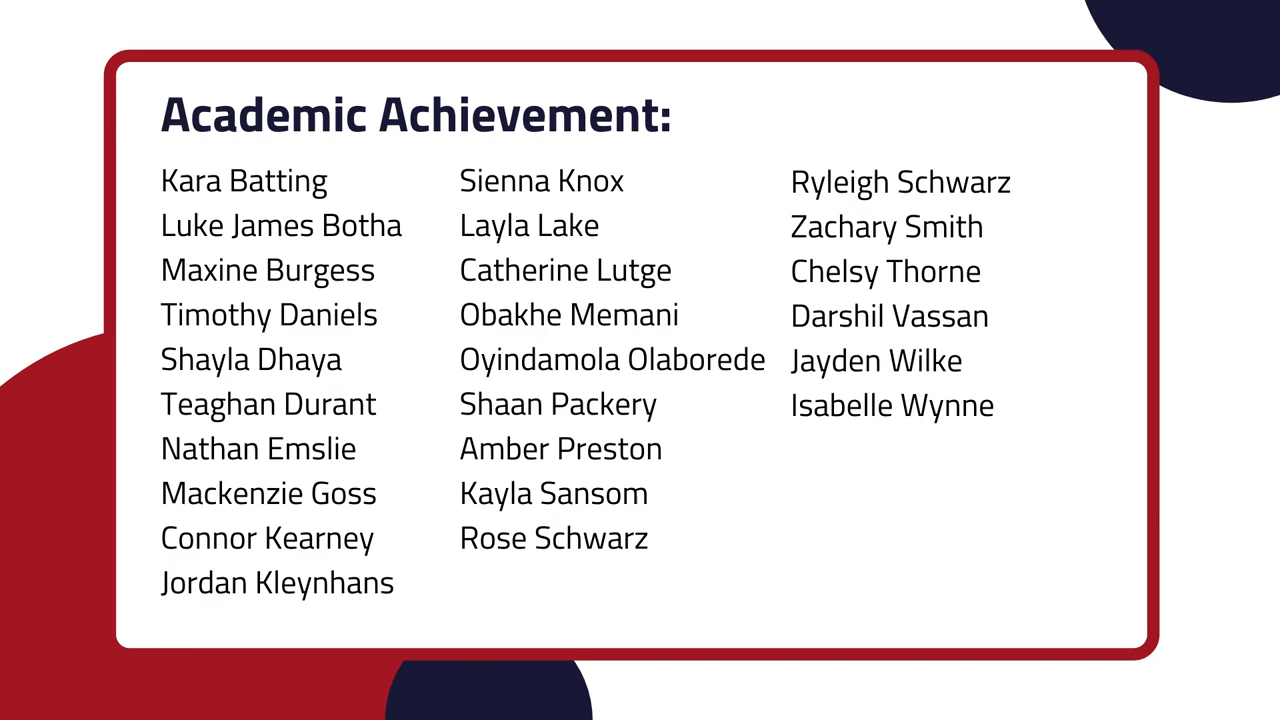 Academic Achievement:
Kara Batting
Luke James Botha
Maxine Burgess
Timothy Daniels
Shayla Dhaya
Teaghan Durant
Nathan Emslie
Mackenzie Goss
Connor Kearney
Jordan Kleynhans
Sienna Knox
Layla Lake
Catherine Lutge
Obakhe Memani
Oyindamola Olaborede
Shaan Packery
Amber Preston
Kayla Sansom
Rose Schwarz
Ryleigh Schwarz
Zachary Smith
Chelsy Thorne
Darshil Vassan
Jayden Wilke
Isabelle Wynne